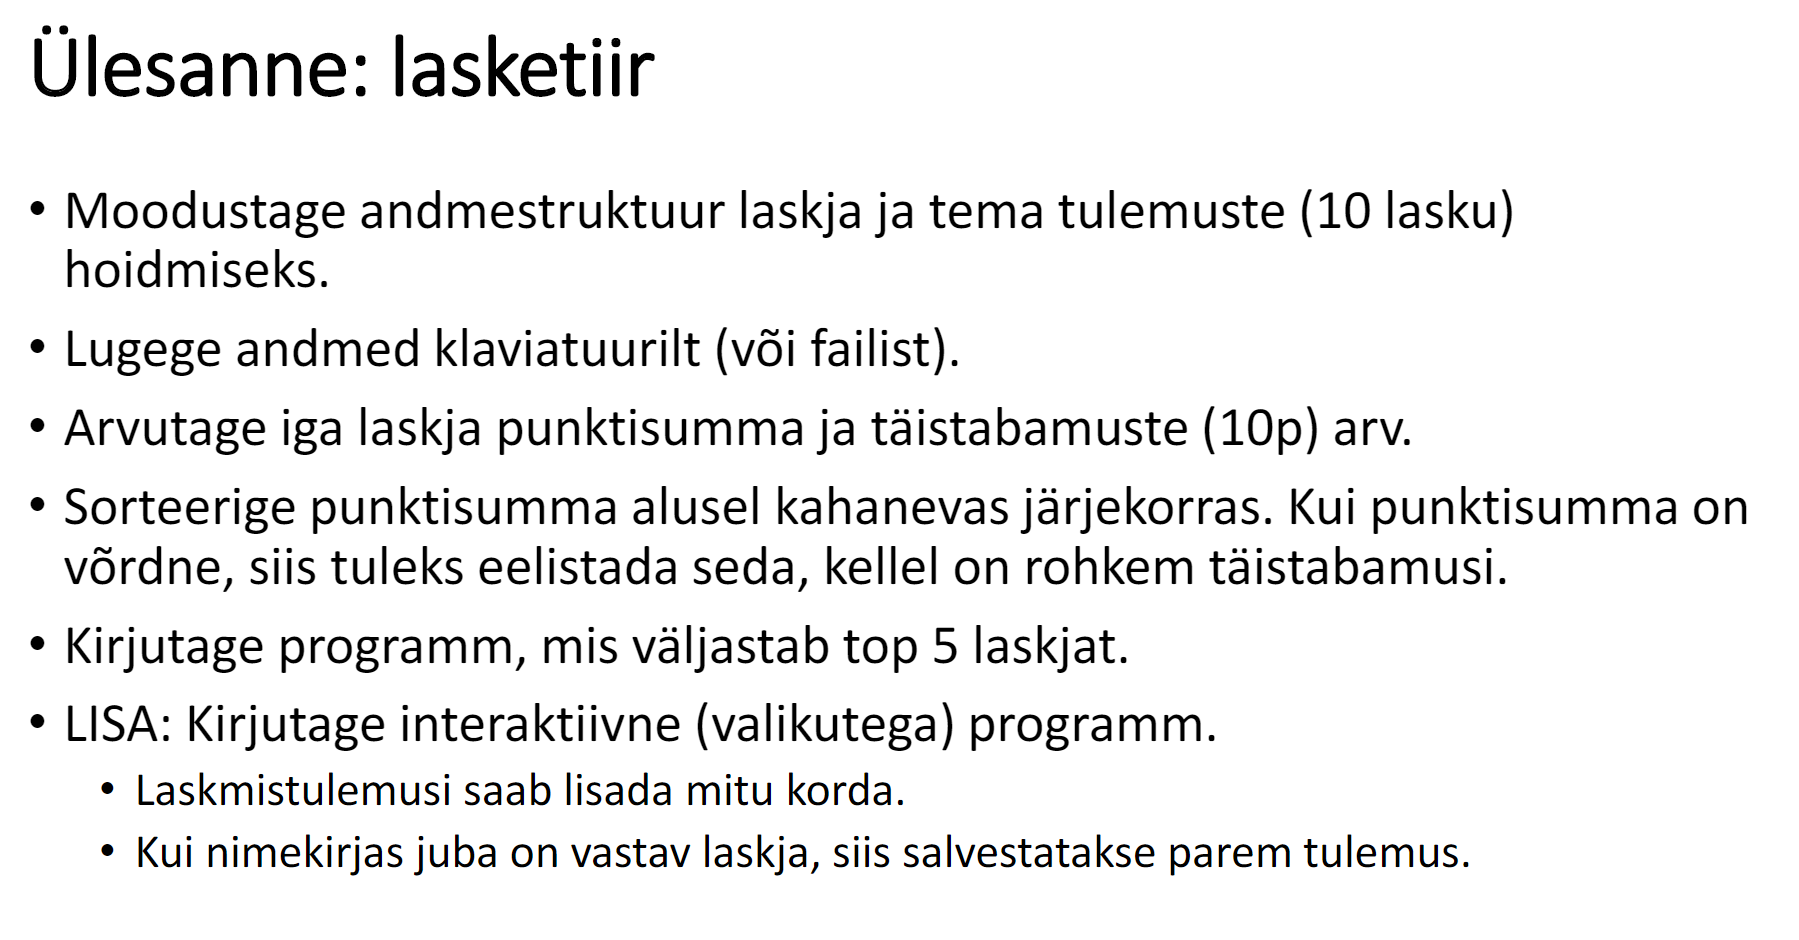 Ülesanne: lasketiir
• Moodustage andmestruktuur laskja ja tema tulemuste (10 lasku)
hoidmiseks.
• Lugege andmed klaviatuurilt (või failist).
• Arvutage iga laskja punktisumma ja täistabamuste (10p) arv.
• Sorteerige punktisumma alusel kahanevas järjekorras. Kui punktisumma on
võrdne, siis tuleks eelistada seda, kellel on rohkem täistabamusi.
• Kirjutage programm, mis väljastab top 5 laskjat.
• LISA: Kirjutage interaktiivne (valikutega) programm.
• Laskmistulemusi saab lisada mitu korda.
• Kui nimekirjas juba on vastav laskja, siis salvestatakse parem tulemus.